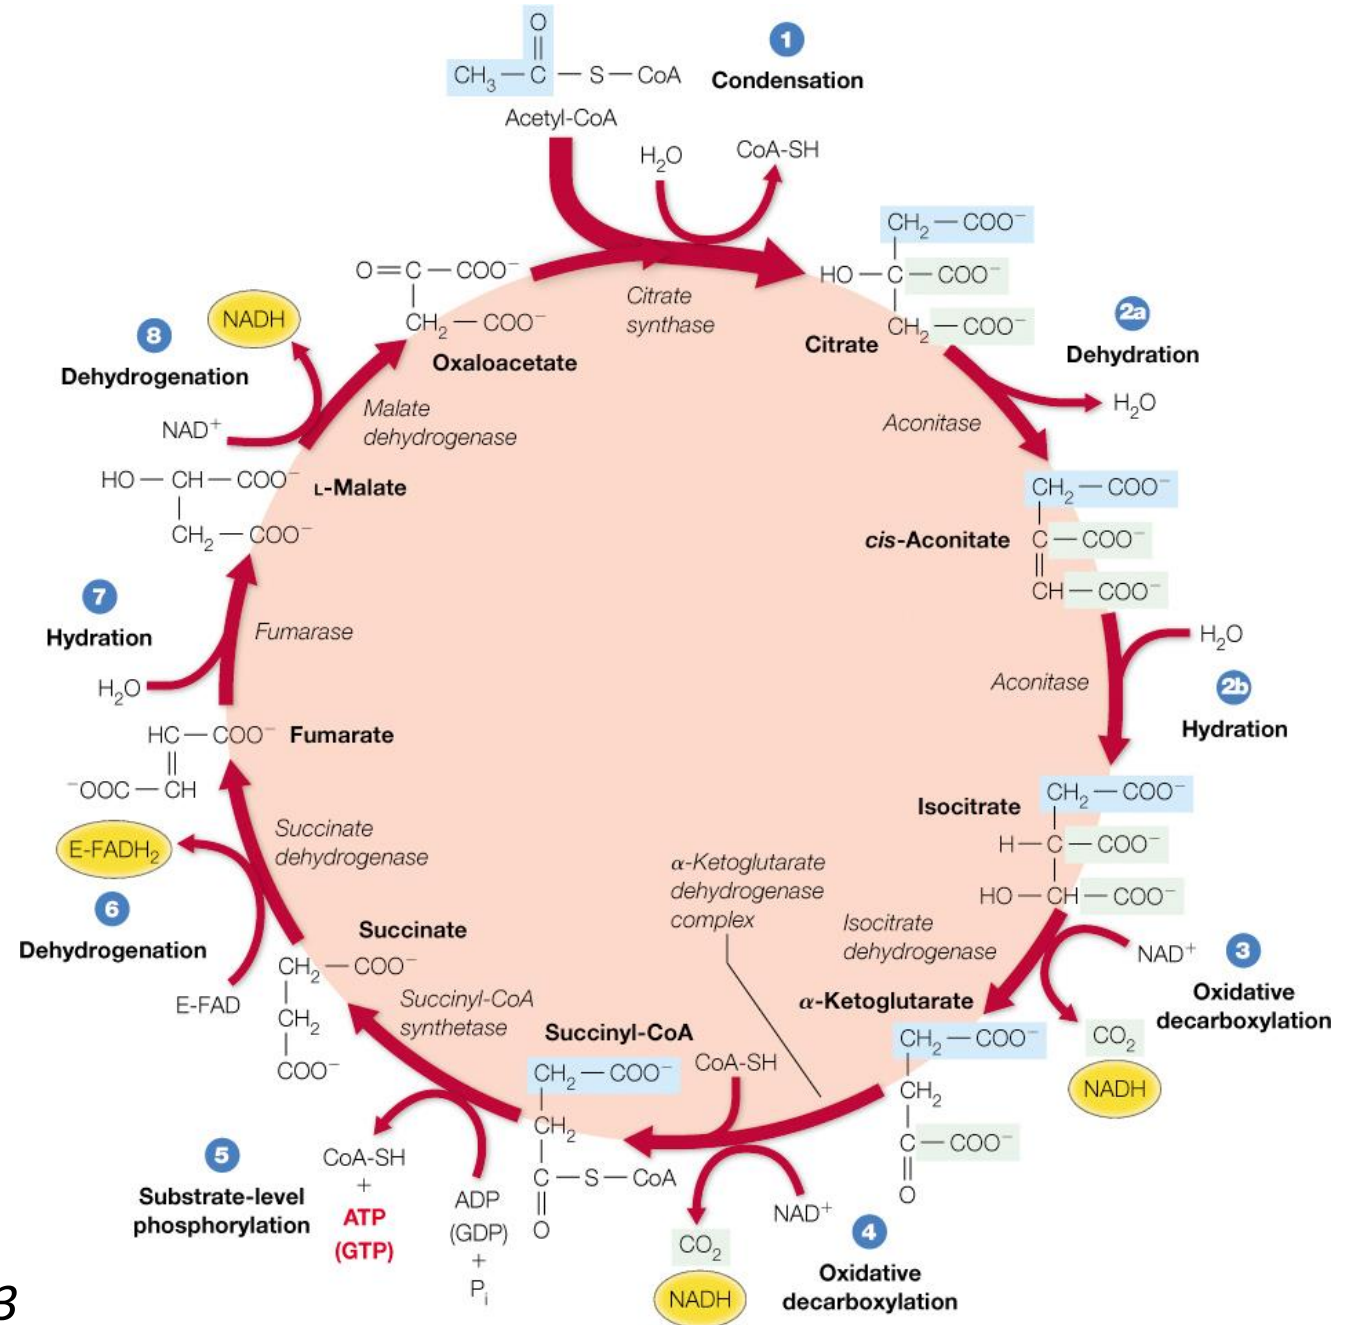 O
||
CH₃ — C — S — CoA
Acetyl-CoA
1
Condensation
H₂O
CoA-SH
O=C — COO⁻
CH₂ — COO⁻
Oxaloacetate
Citrate
synthase
CH₂ — COO⁻
HO — C — COO⁻
CH₂ — COO⁻
Citrate
2a
Dehydration
H₂O
Aconitase
CH₂ — COO⁻
C — COO⁻
||
CH — COO⁻
cis-Aconitate
H₂O
Aconitase
2b
Hydration
Isocitrate
CH₂ — COO⁻
H — C — COO⁻
HO — CH — COO⁻
Isocitrate
dehydrogenase
NAD⁺
3
Oxidative
decarboxylation
CO₂
NADH
α-Ketoglutarate
CH₂ — COO⁻
CH₂
C — COO⁻
||
O
α-Ketoglutarate
dehydrogenase
complex
CoA-SH
NAD⁺
4
Oxidative
decarboxylation
CO₂
NADH
Succinyl-CoA
CH₂ — COO⁻
CH₂
C — S — CoA
||
O
Succinyl-CoA
synthetase
5
Substrate-level
phosphorylation
CoA-SH
+
ATP
(GTP)
ADP
(GDP)
+
Pᵢ
Succinate
CH₂ — COO⁻
CH₂
COO⁻
Succinate
dehydrogenase
E-FADH₂
6
Dehydrogenation
E-FAD
HC — COO⁻
||
⁻OOC — CH
Fumarate
Fumarase
7
Hydration
H₂O
HO — CH — COO⁻
CH₂ — COO⁻
L-Malate
Malate
dehydrogenase
NADH
8
Dehydrogenation
NAD⁺
3